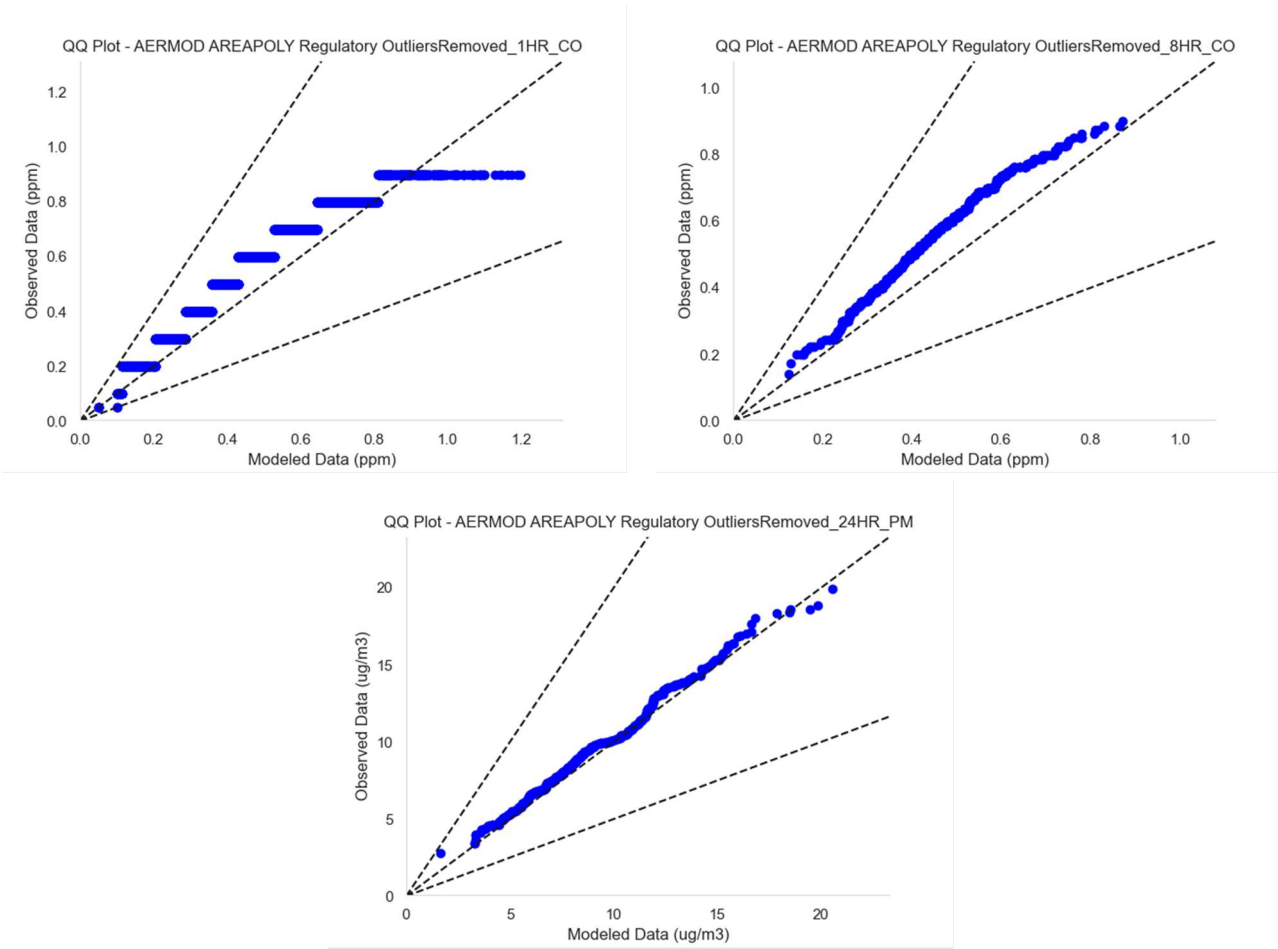 QQ Plot - AERMOD AREAPOLY Regulatory OutliersRemoved_1HR_CO
1.2
1.0
0.8
0.6
0.4
0.2
0.0
Observed Data (ppm)
0.0 0.2 0.4 0.6 0.8 1.0 1.2
Modeled Data (ppm)
QQ Plot - AERMOD AREAPOLY Regulatory OutliersRemoved_8HR_CO
1.0
0.8
0.6
0.4
0.2
0.0
Observed Data (ppm)
0.0 0.2 0.4 0.6 0.8 1.0
Modeled Data (ppm)
QQ Plot - AERMOD AREAPOLY Regulatory OutliersRemoved_24HR_PM
20
15
10
5
0
Observed Data (ug/m3)
0 5 10 15 20
Modeled Data (ug/m3)